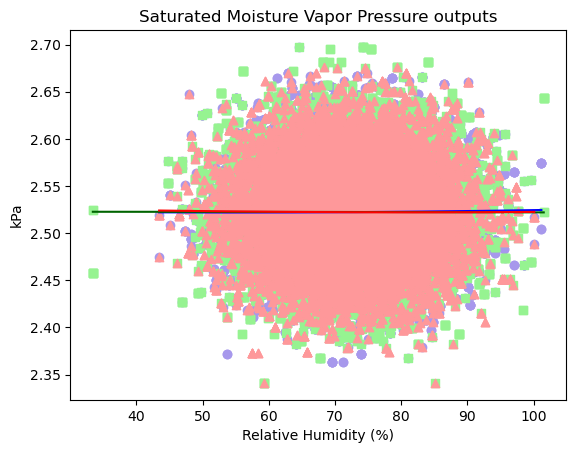 Saturated Moisture Vapor Pressure outputs
2.70
2.65
2.60
2.55
2.50
2.45
2.40
2.35
kPa
40 50 60 70 80 90 100
Relative Humidity (%)